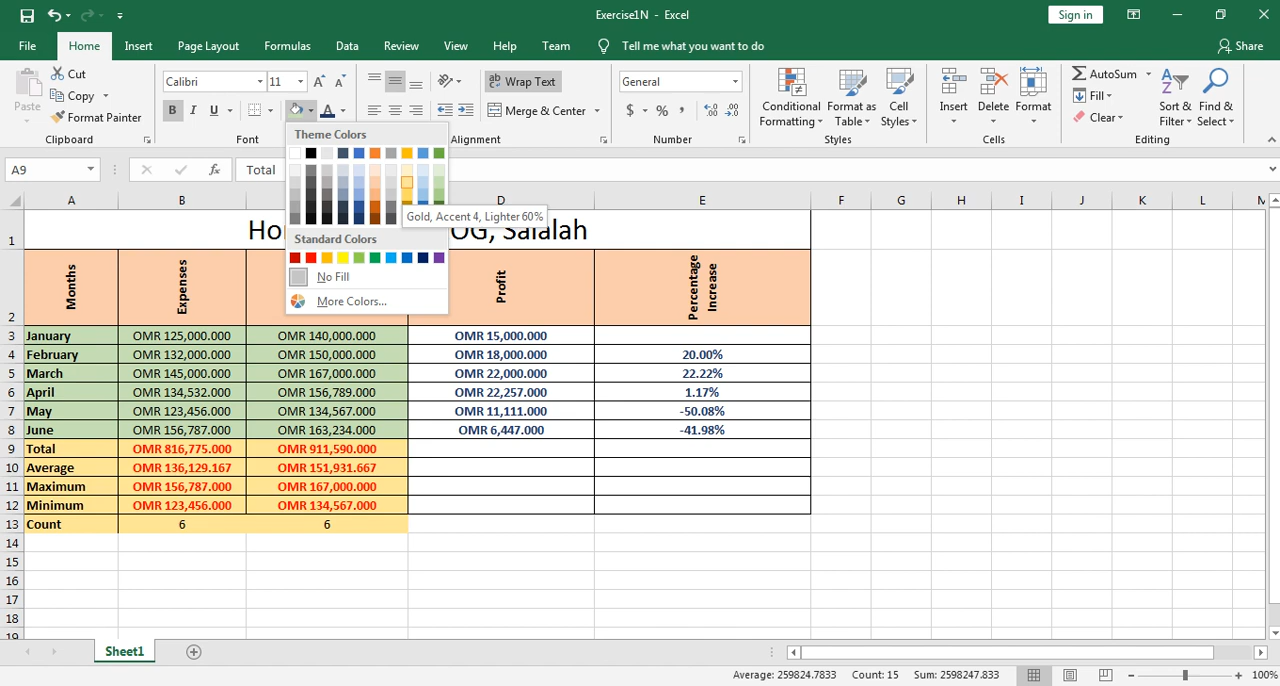 Exercise1N - Excel
Sign in
File Home Insert Page Layout Formulas Data Review View Help Team Tell me what you want to do Share
Paste
Cut
Copy
Format Painter
Clipboard
Calibri 11
B I U A
Font
Wrap Text
Merge & Center
Alignment
General
$ % ,
Number
Conditional Formatting
Format as Table
Cell Styles
Styles
Insert Delete Format
Cells
AutoSum
Fill
Clear
Sort & Filter
Find & Select
Editing
A9 fx Total
Theme Colors
Gold, Accent 4, Lighter 60%
Standard Colors
No Fill
More Colors...
A B D E F G H I J K L M
1 Ho OG, Salalah
2 Months Expenses Profit Percentage Increase
3 January OMR 125,000.000 OMR 140,000.000 OMR 15,000.000
4 February OMR 132,000.000 OMR 150,000.000 OMR 18,000.000 20.00%
5 March OMR 145,000.000 OMR 167,000.000 OMR 22,000.000 22.22%
6 April OMR 134,532.000 OMR 156,789.000 OMR 22,257.000 1.17%
7 May OMR 123,456.000 OMR 134,567.000 OMR 11,111.000 -50.08%
8 June OMR 156,787.000 OMR 163,234.000 OMR 6,447.000 -41.98%
9 Total OMR 816,775.000 OMR 911,590.000
10 Average OMR 136,129.167 OMR 151,931.667
11 Maximum OMR 156,787.000 OMR 167,000.000
12 Minimum OMR 123,456.000 OMR 134,567.000
13 Count 6 6
14
15
16
17
18
19
Sheet1
Average: 259824.7833 Count: 15 Sum: 2598247.833 100%